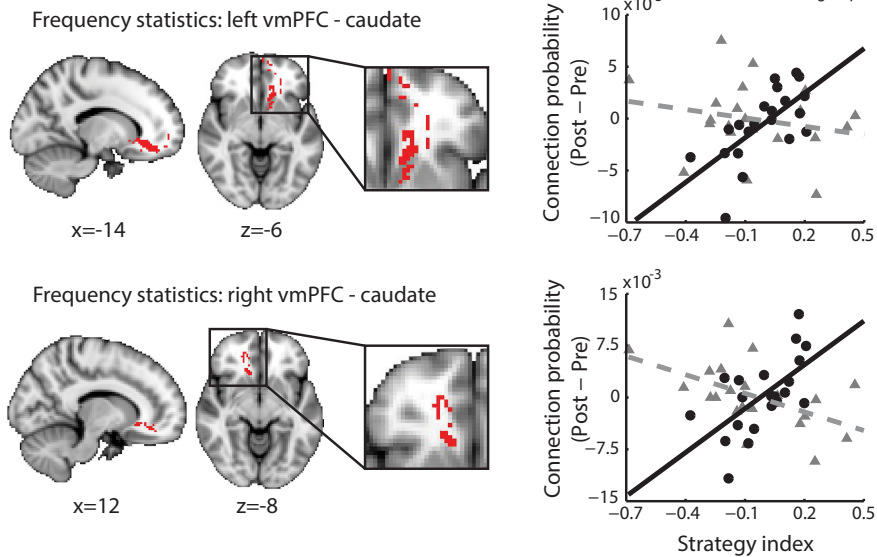 Frequency statistics: left vmPFC - caudate
x=-14
z=-6
Connection probability
(Post – Pre)
10
5
0
−5
−10
−0.7
−0.4
−0.1
0.2
0.5
Frequency statistics: right vmPFC - caudate
x=12
z=-8
Connection probability
(Post – Pre)
x10-3
15
7.5
0
−7.5
−15
−0.7
−0.4
−0.1
0.2
0.5
Strategy index